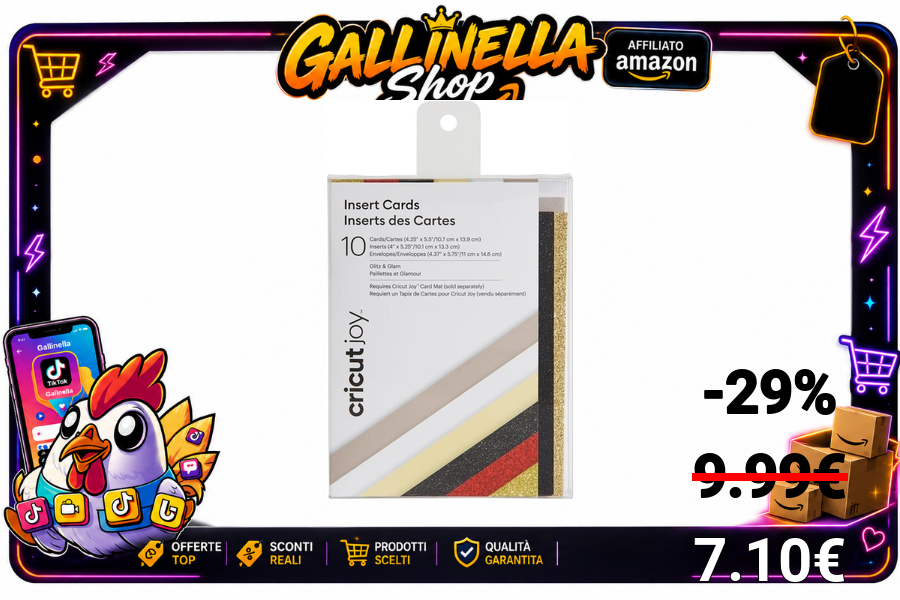 GALLINELLA
Shop
AFFILIATO
amazon
Insert Cards
Inserts des Cartes
10
Cards/Cartes (4.25" x 5.5"/10.7 cm x 13.9 cm)
Inserts (4" x 5.25"/10.1 cm x 13.3 cm)
Envelopes/Enveloppes (4.37" x 5.75"/11 cm x 14.6 cm)
Glitz & Glam
Paillettes et Glamour
Requires Cricut Joy™ Card Mat (sold separately)
Requiert un Tapis de Cartes pour Cricut Joy (vendu séparément)
cricut joy™
Gallinella
TikTok
Gallinella
-29%
9.99€
7.10€
OFFERTE
TOP
SCONTI
REALI
PRODOTTI
SCELTI
QUALITÀ
GARANTITA